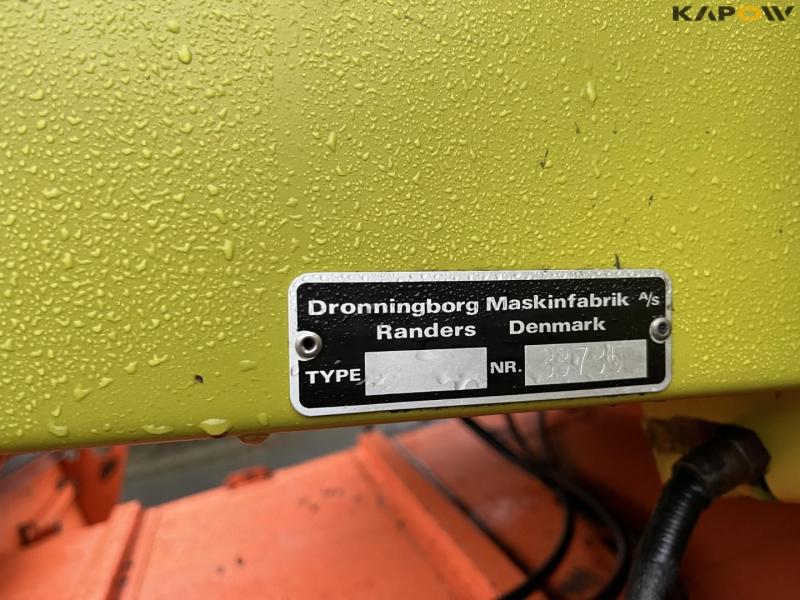 KAPOW
Dronningborg Maskinfabrik A/S
Randers Denmark
TYPE NR.